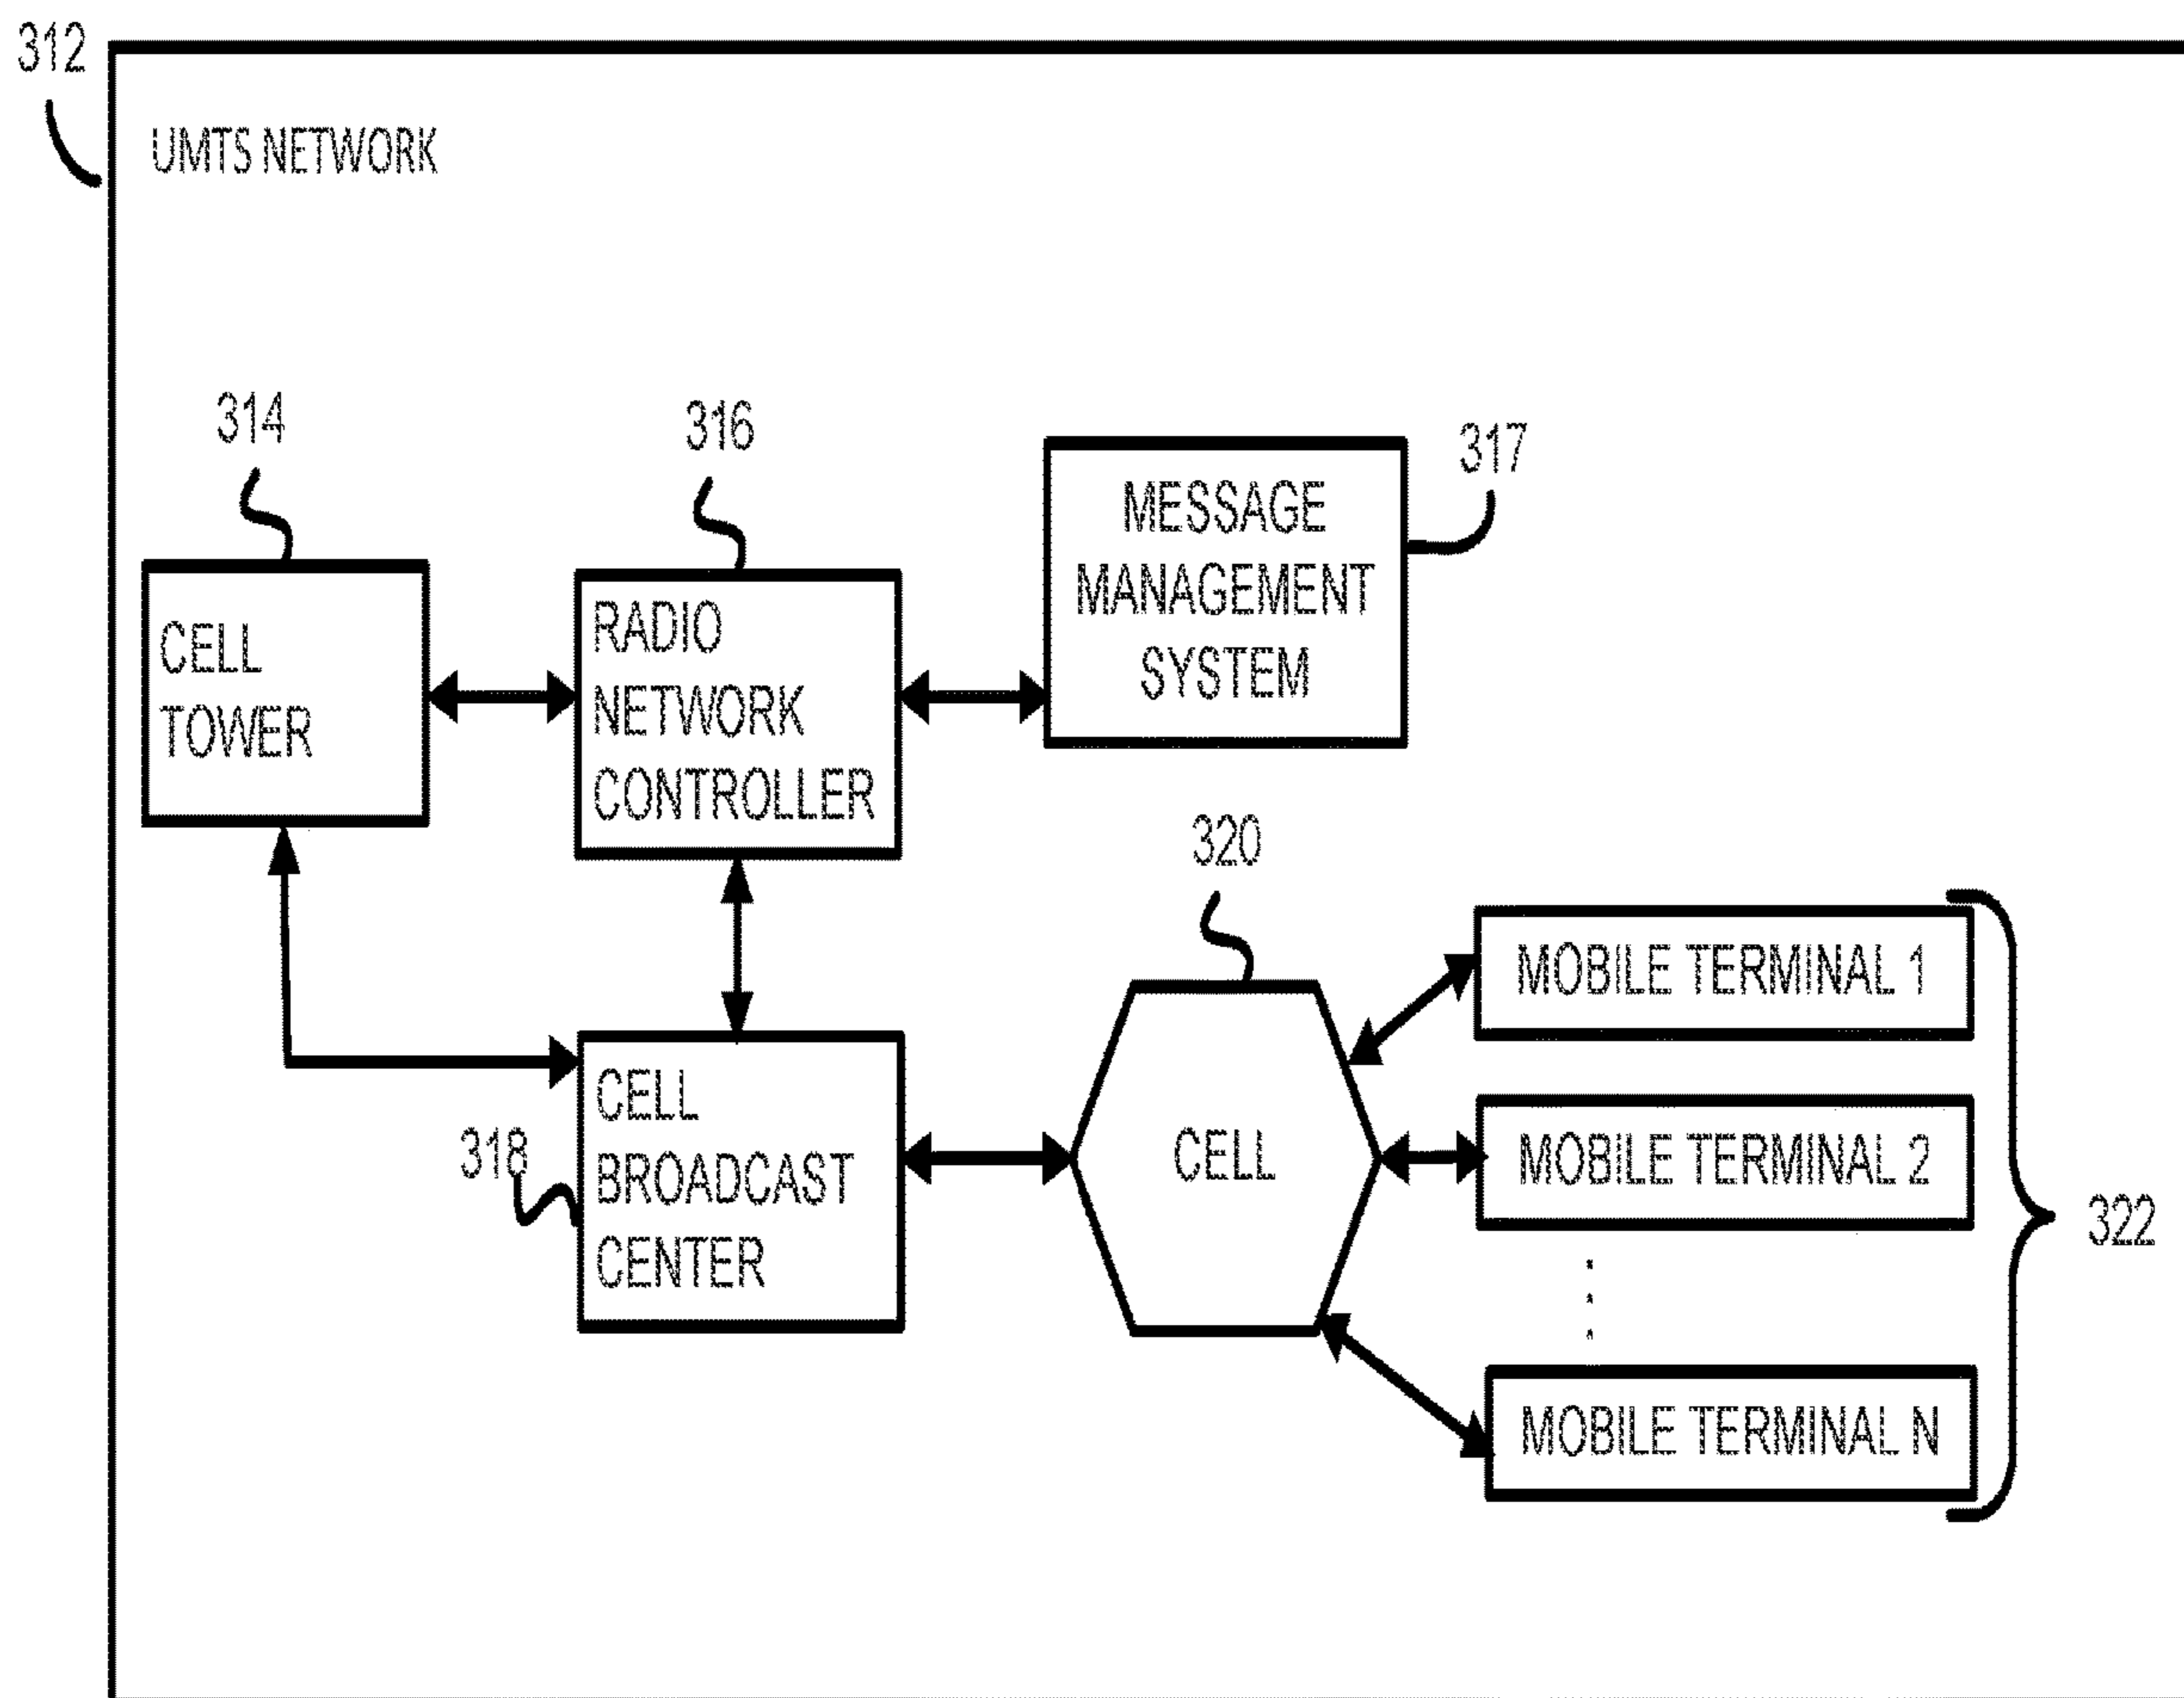 312
UMTS NETWORK
314
316
317
MESSAGE
MANAGEMENT
SYSTEM
CELL
TOWER
RADIO
NETWORK
CONTROLLER
320
318
CELL
BROADCAST
CENTER
CELL
MOBILE TERMINAL 1
MOBILE TERMINAL 2
MOBILE TERMINAL N
322